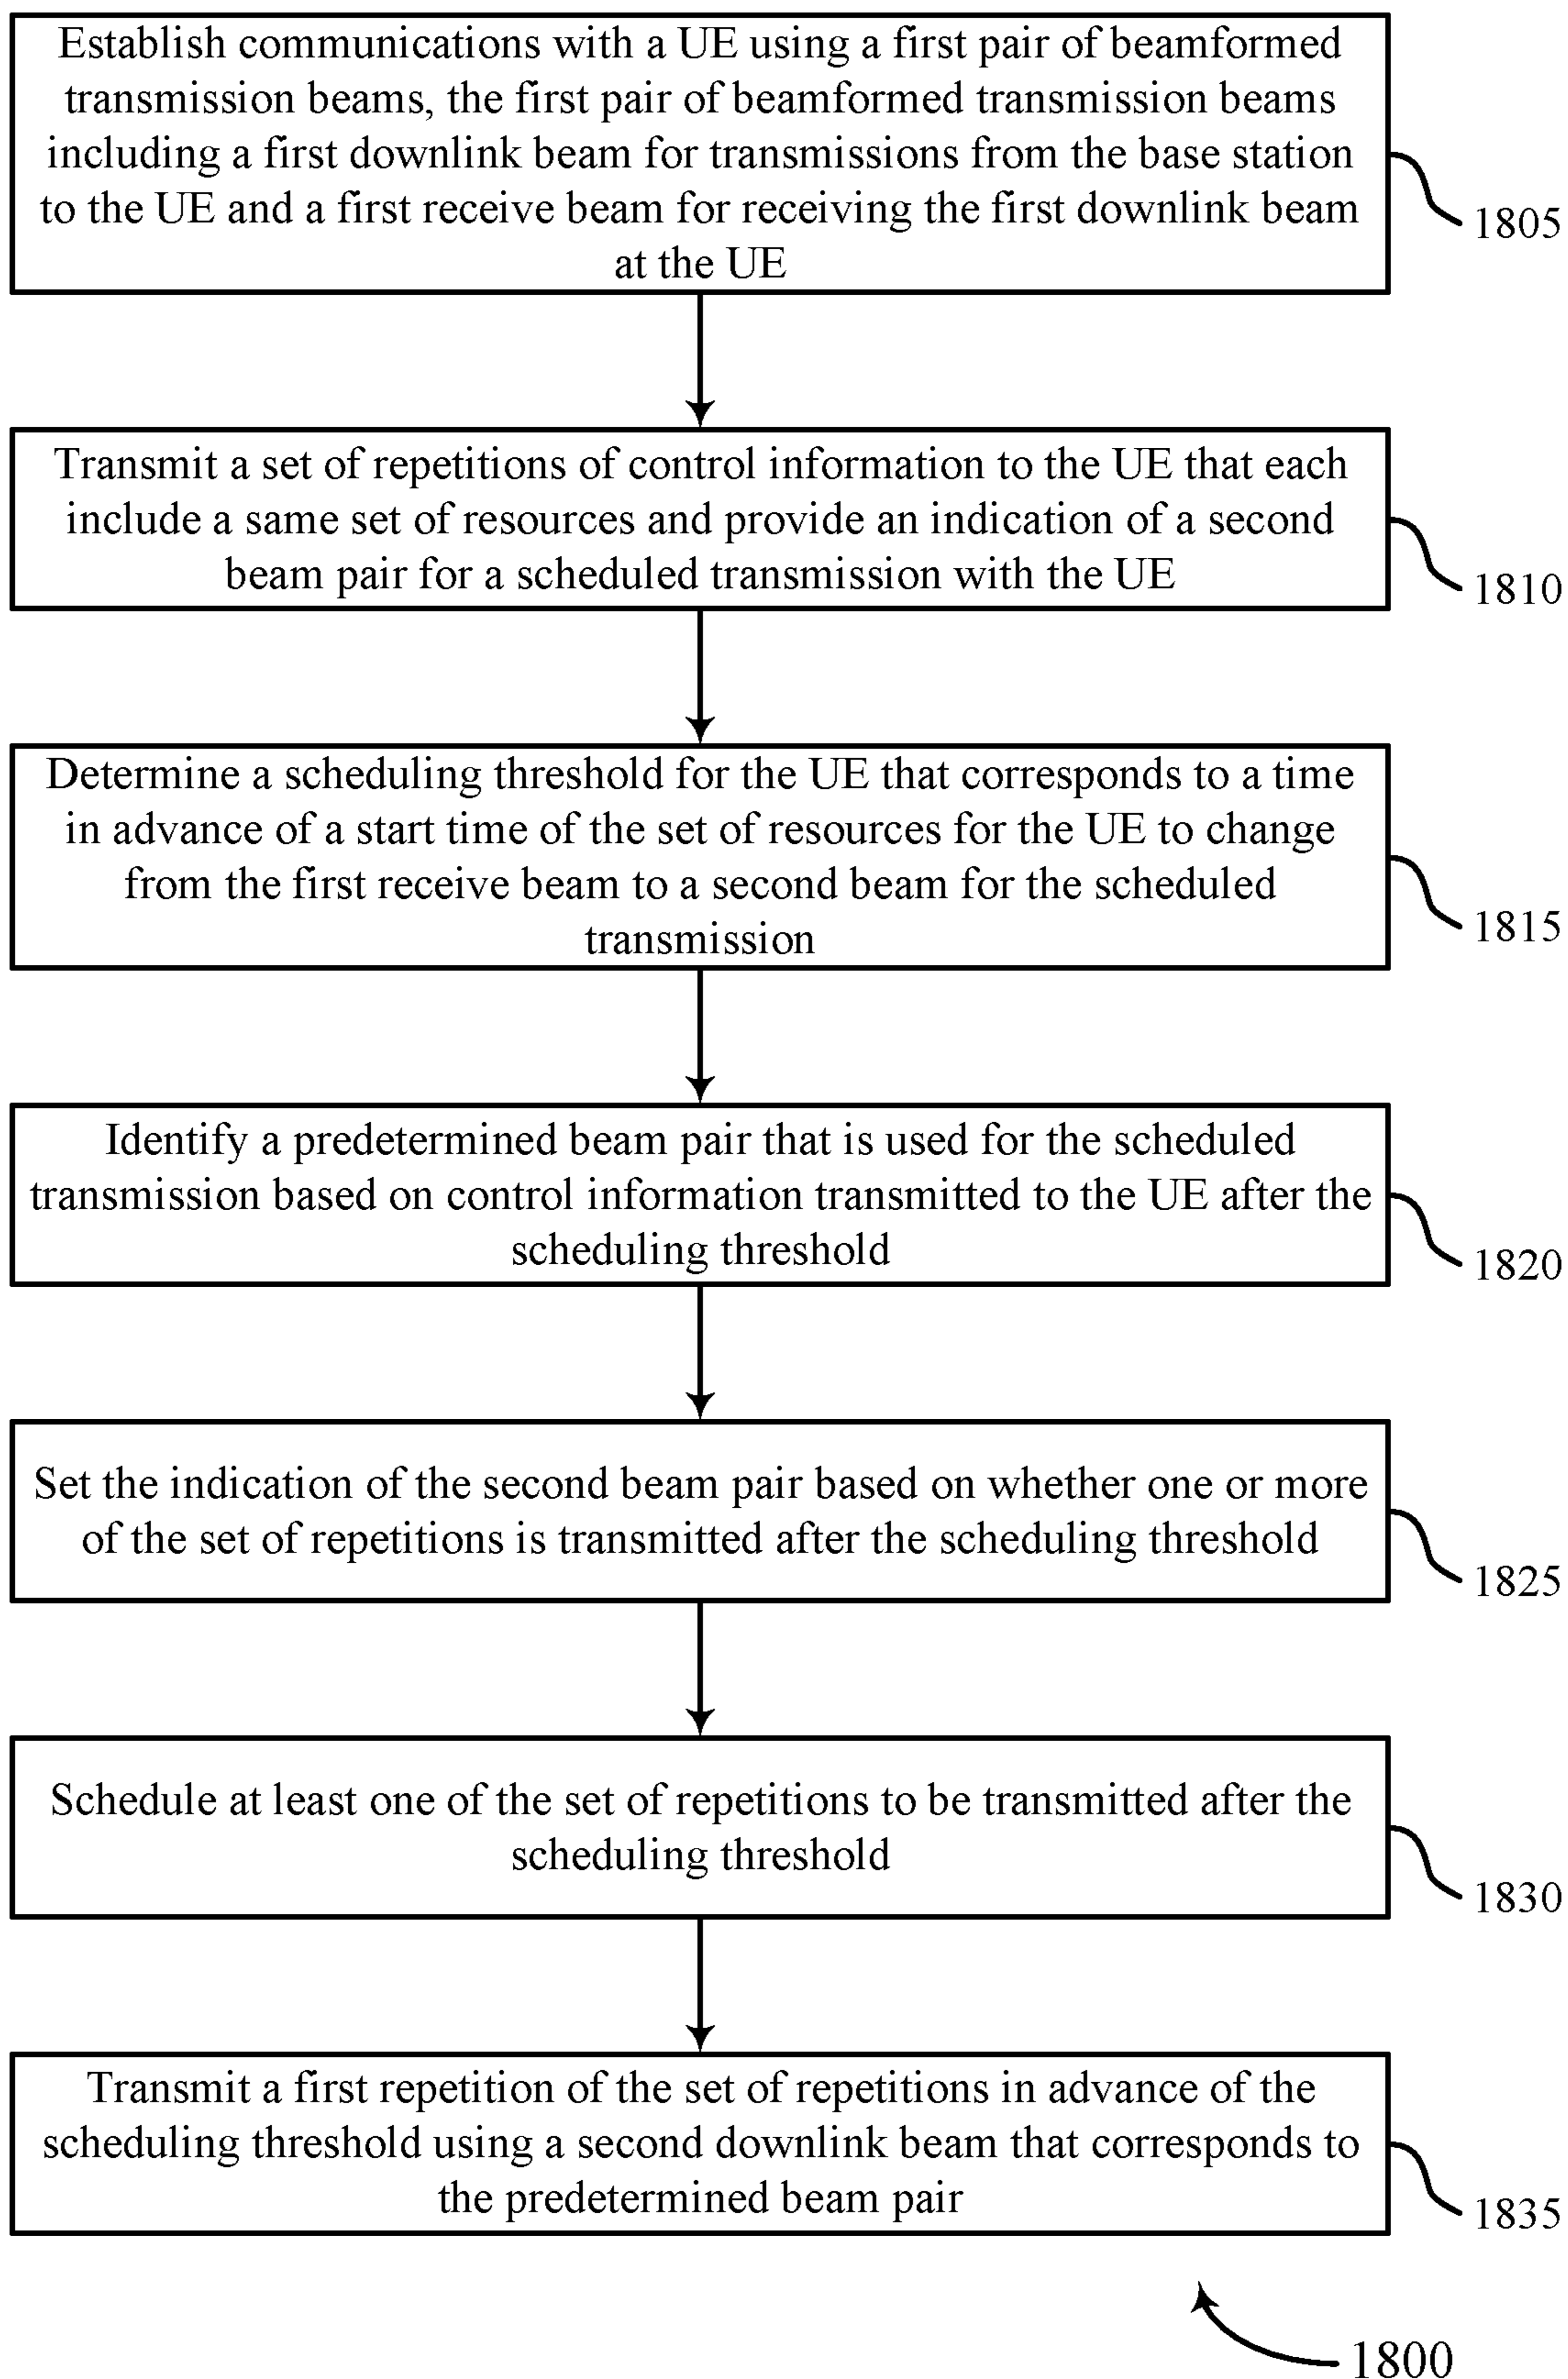 Establish communications with a UE using a first pair of beamformed
transmission beams, the first pair of beamformed transmission beams
including a first downlink beam for transmissions from the base station
to the UE and a first receive beam for receiving the first downlink beam
at the UE
1805
Transmit a set of repetitions of control information to the UE that each
include a same set of resources and provide an indication of a second
beam pair for a scheduled transmission with the UE
1810
Determine a scheduling threshold for the UE that corresponds to a time
in advance of a start time of the set of resources for the UE to change
from the first receive beam to a second beam for the scheduled
transmission
1815
Identify a predetermined beam pair that is used for the scheduled
transmission based on control information transmitted to the UE after the
scheduling threshold
1820
Set the indication of the second beam pair based on whether one or more
of the set of repetitions is transmitted after the scheduling threshold
1825
Schedule at least one of the set of repetitions to be transmitted after the
scheduling threshold
1830
Transmit a first repetition of the set of repetitions in advance of the
scheduling threshold using a second downlink beam that corresponds to
the predetermined beam pair
1835
1800